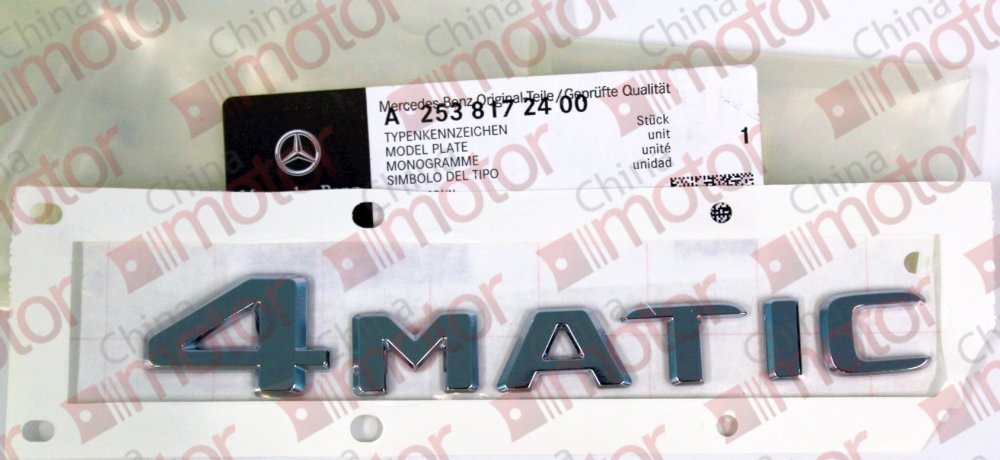 Mercedes-Benz Original-Teile/Geprüfte Qualität
A 253 817 24 00
TYPENKENNZEICHEN
MODEL PLATE
MONOGRAMME
SIMBOLO DEL TIPO
Stück
unit
unité
unidad
1
4MATIC
China motor